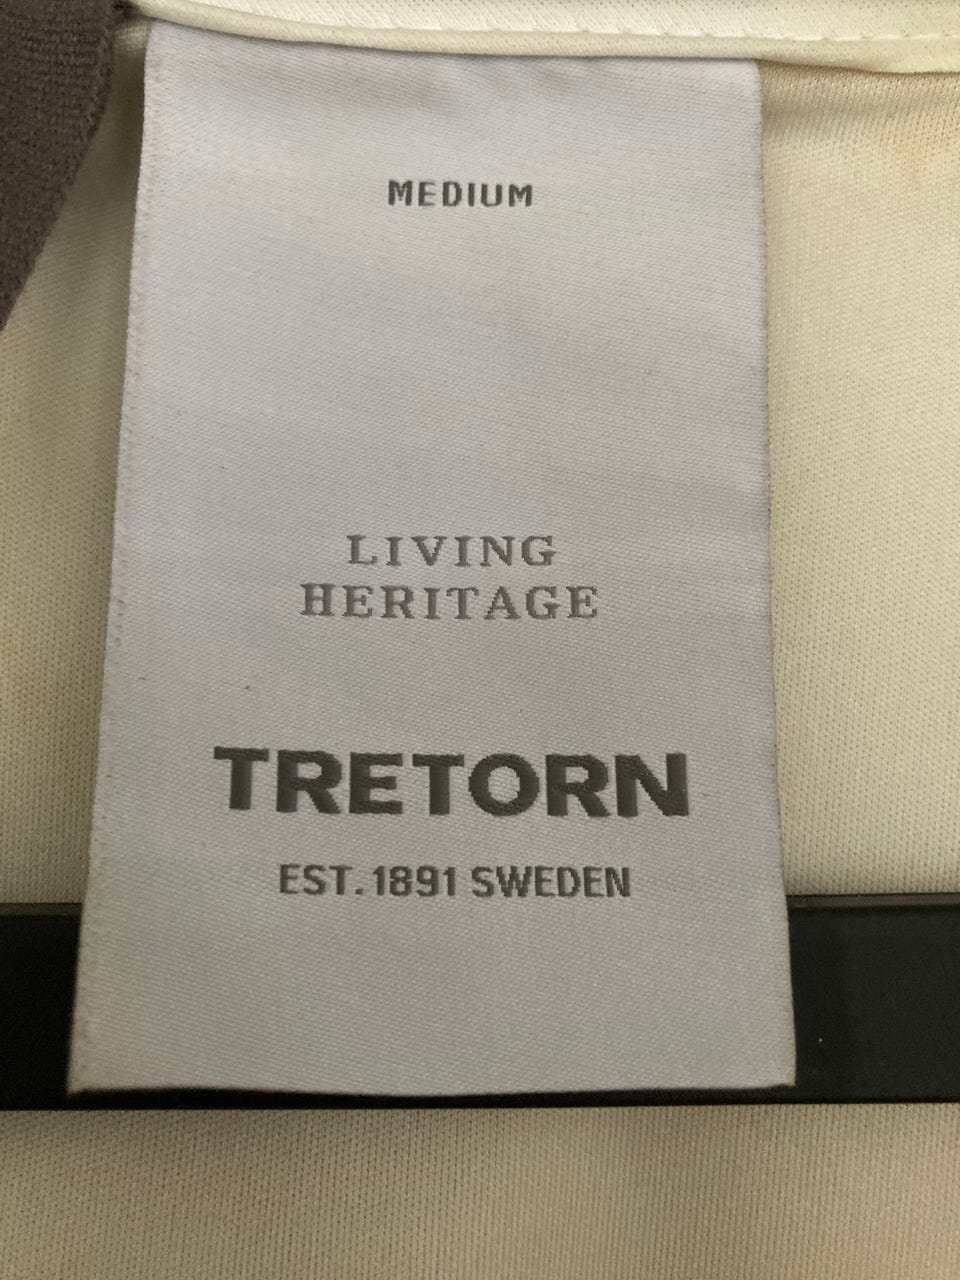 MEDIUM
LIVING
HERITAGE
TRETORN
EST. 1891 SWEDEN